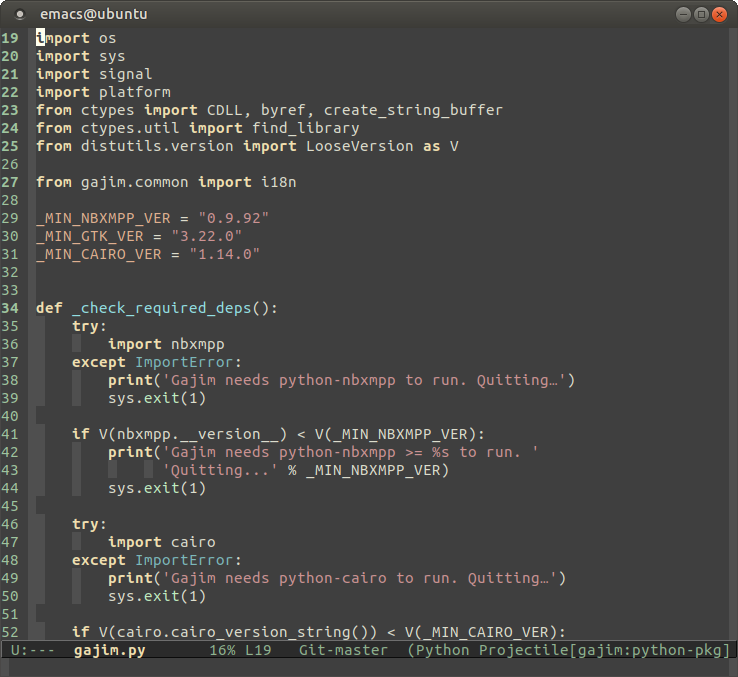 emacs@ubuntu
19 import os
20 import sys
21 import signal
22 import platform
23 from ctypes import CDLL, byref, create_string_buffer
24 from ctypes.util import find_library
25 from distutils.version import LooseVersion as V
26
27 from gajim.common import i18n
28
29 _MIN_NBXMPP_VER = "0.9.92"
30 _MIN_GTK_VER = "3.22.0"
31 _MIN_CAIRO_VER = "1.14.0"
32
33
34 def _check_required_deps():
35     try:
36         import nbxmpp
37     except ImportError:
38         print('Gajim needs python-nbxmpp to run. Quitting…')
39         sys.exit(1)
40
41     if V(nbxmpp.__version__) < V(_MIN_NBXMPP_VER):
42         print('Gajim needs python-nbxmpp >= %s to run. '
43               'Quitting...' % _MIN_NBXMPP_VER)
44         sys.exit(1)
45
46     try:
47         import cairo
48     except ImportError:
49         print('Gajim needs python-cairo to run. Quitting…')
50         sys.exit(1)
51
52     if V(cairo.cairo_version_string()) < V(_MIN_CAIRO_VER):
U:---  gajim.py       16% L19   Git-master  (Python Projectile[gajim:python-pkg]